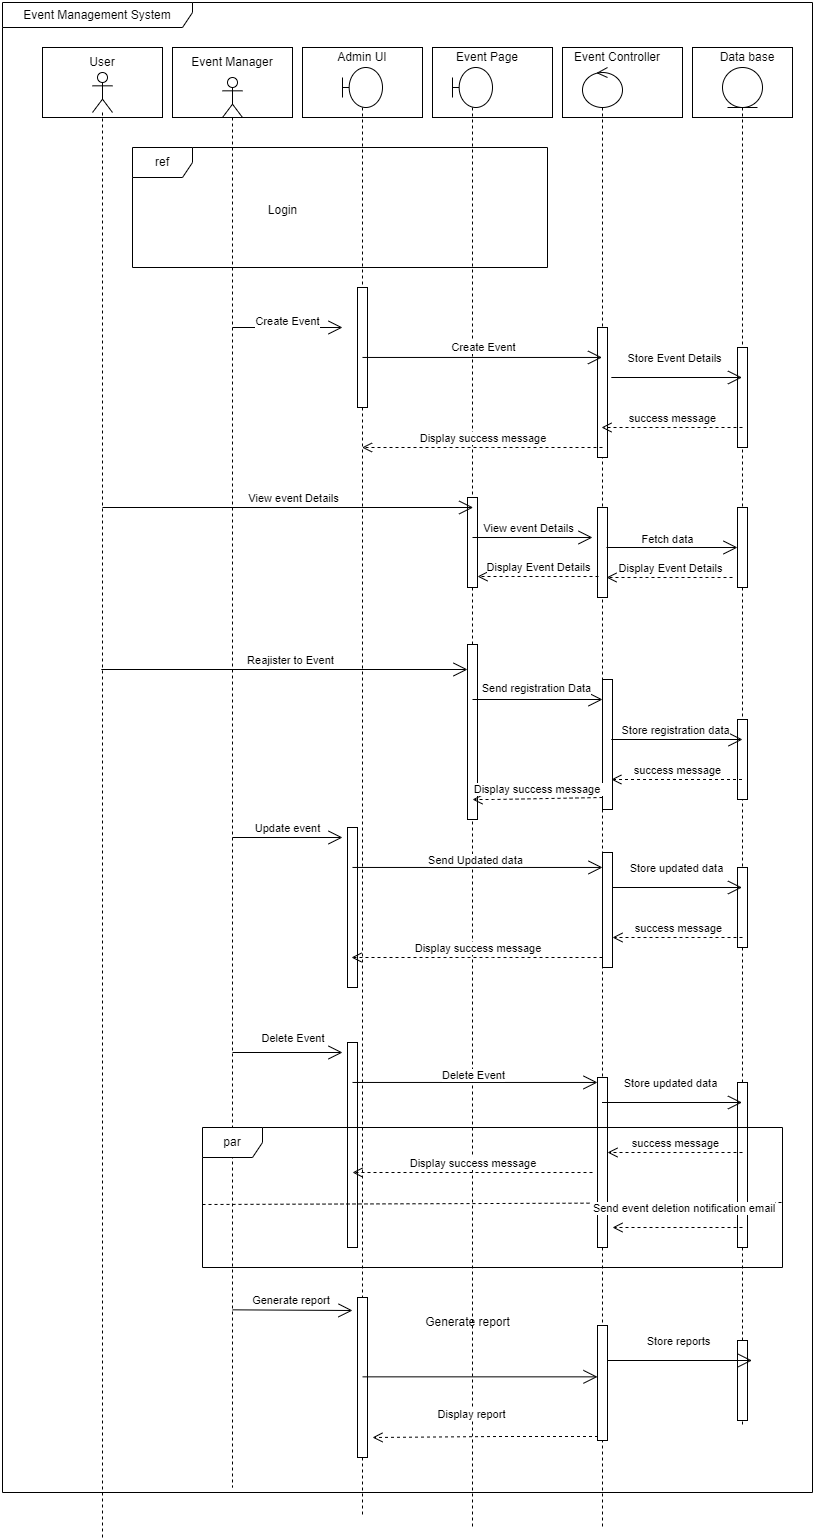 Event Management System
User
Event Manager
Admin UI
Event Page
Event Controller
Data base
ref
Login
Create Event
Create Event
Store Event Details
success message
Display success message
View event Details
View event Details
Fetch data
Display Event Details
Display Event Details
Reajister to Event
Send registration Data
Store registration data
success message
Display success message
Update event
Send Updated data
Store updated data
success message
Display success message
Delete Event
Delete Event
Store updated data
par
success message
Display success message
Send event deletion notification email
Generate report
Generate report
Store reports
Display report